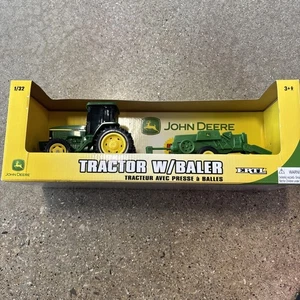 1/32
3+
JOHN DEERE
JOHN DEERE
TRACTOR W/BALER
TRACTEUR AVEC PRESSE À BALLES
ERTL